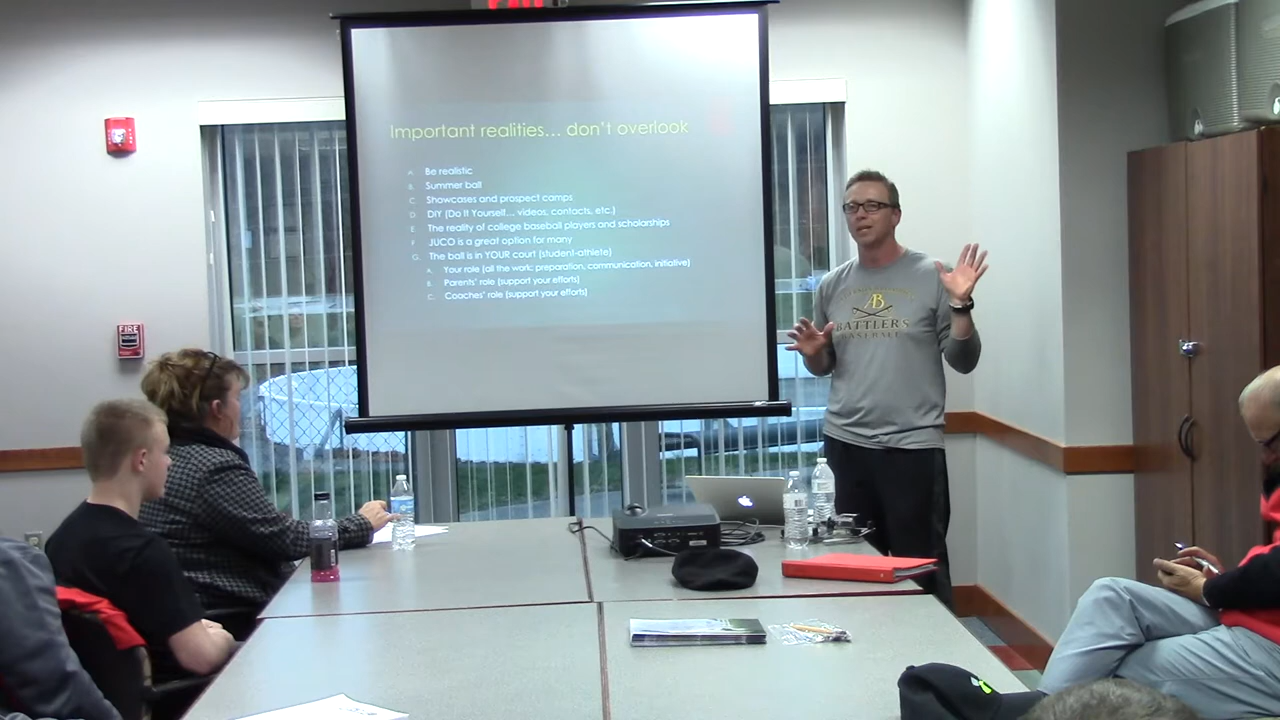 EXIT
Important realities... don't overlook
A. Be realistic
B. Summer ball
C. Showcases and prospect camps
D. DIY (Do It Yourself... videos, contacts, etc.)
E. The reality of college baseball players and scholarships
F. JUCO is a great option for many
G. The ball is in YOUR court (student-athlete)
A. Your role (all the work: preparation, communication, initiative)
B. Parents' role (support your efforts)
C. Coaches' role (support your efforts)
AB
BATTLERS
BASEBALL
FIRE